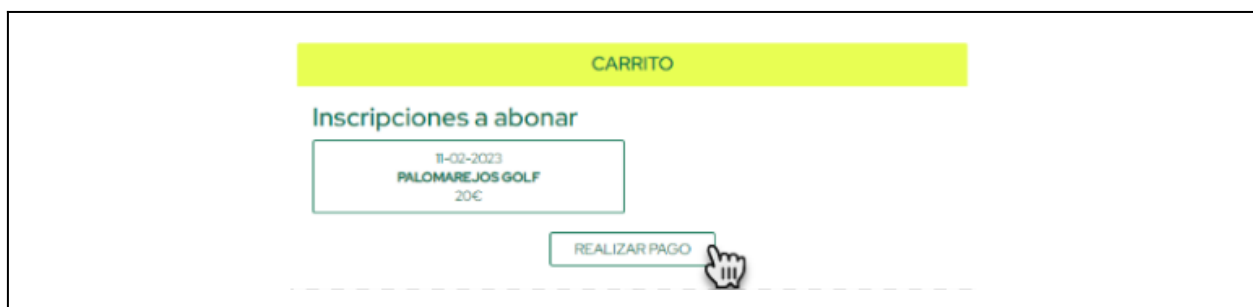 CARRITO
Inscripciones a abonar
11-02-2023
PALOMAREJOS GOLF
20€
REALIZAR PAGO